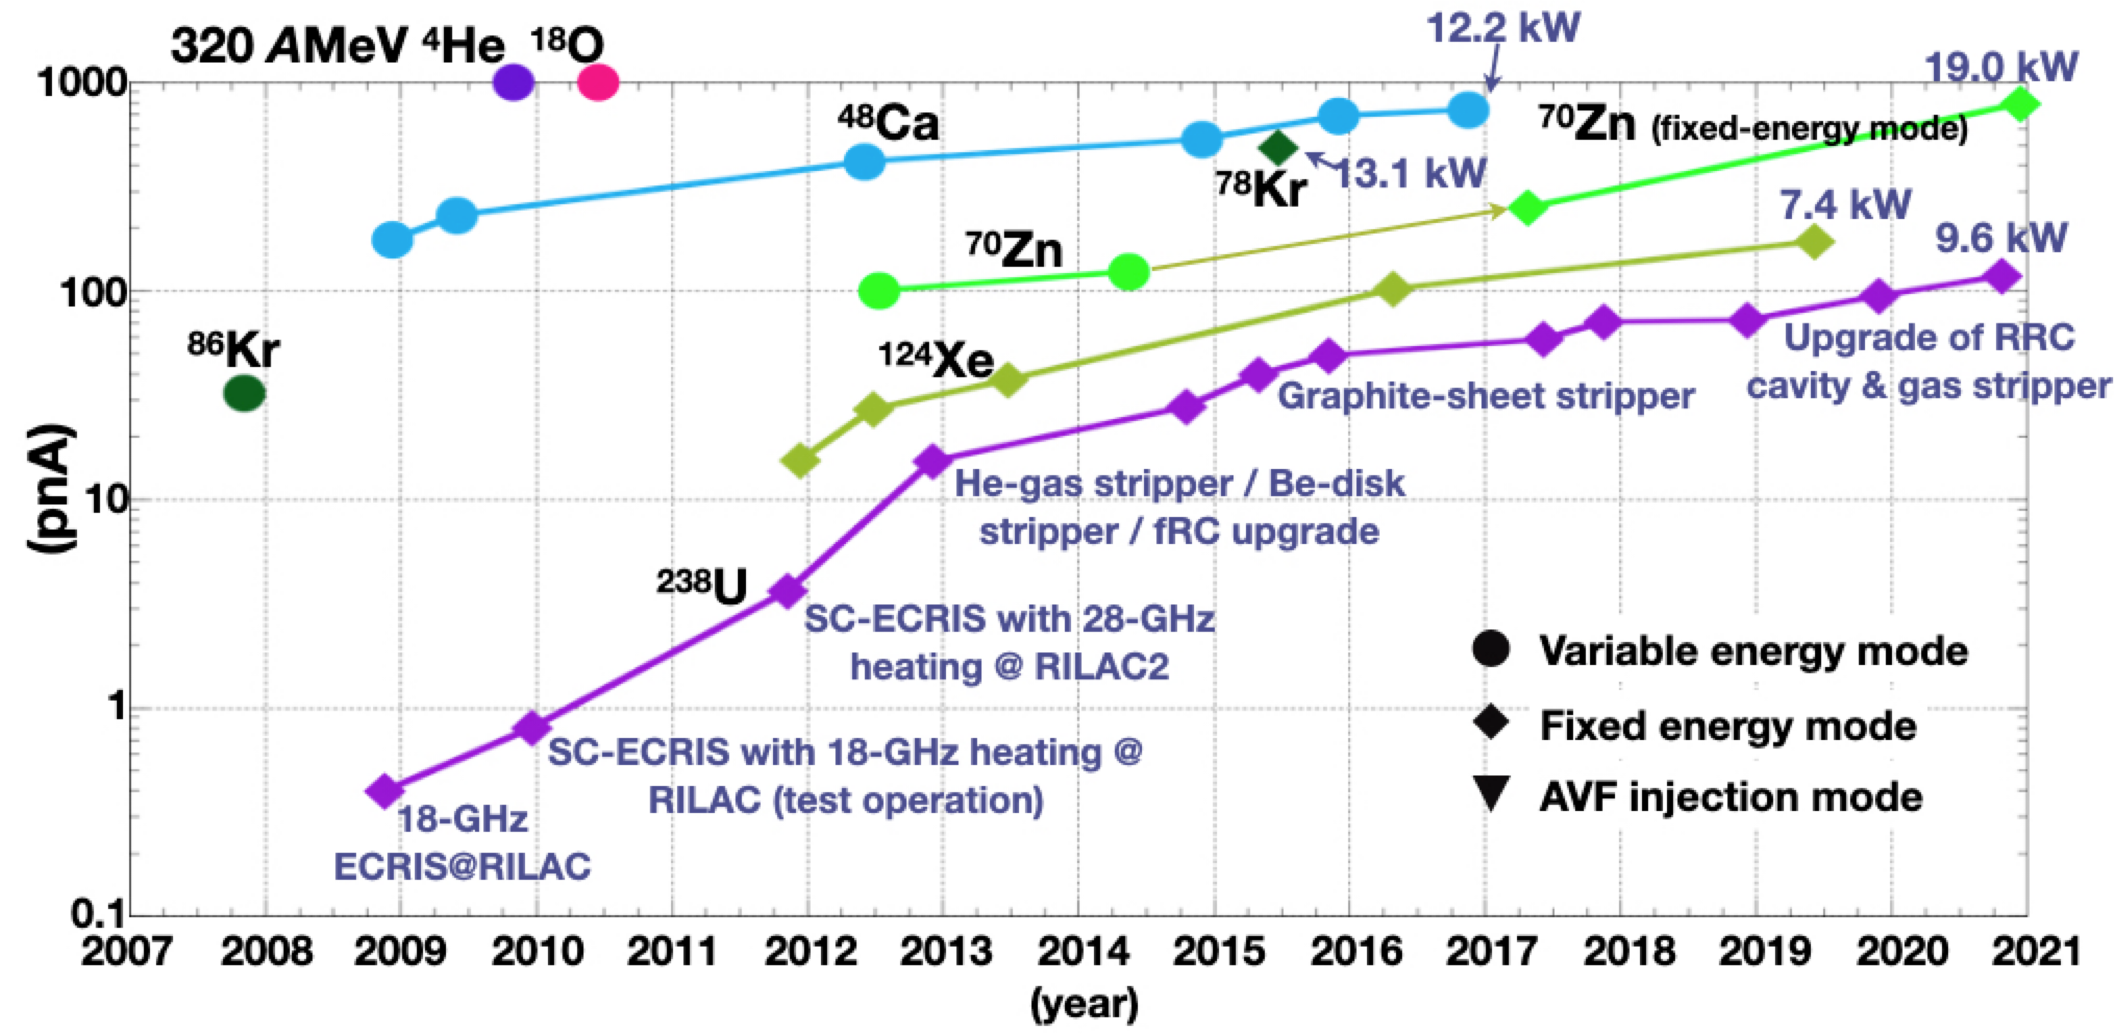 320 AMeV ⁴He ¹⁸O
12.2 kW
19.0 kW
1000
⁴⁸Ca
⁷⁰Zn (fixed-energy mode)
⁷⁸Kr
13.1 kW
7.4 kW
⁷⁰Zn
9.6 kW
100
⁸⁶Kr
¹²⁴Xe
Upgrade of RRC
cavity & gas stripper
Graphite-sheet stripper
(pnA)
10
He-gas stripper / Be-disk
stripper / fRC upgrade
²³⁸U
SC-ECRIS with 28-GHz
heating @ RILAC2
Variable energy mode
1
Fixed energy mode
SC-ECRIS with 18-GHz heating @
RILAC (test operation)
AVF injection mode
18-GHz
ECRIS@RILAC
0.1
2007 2008 2009 2010 2011 2012 2013 2014 2015 2016 2017 2018 2019 2020 2021
(year)